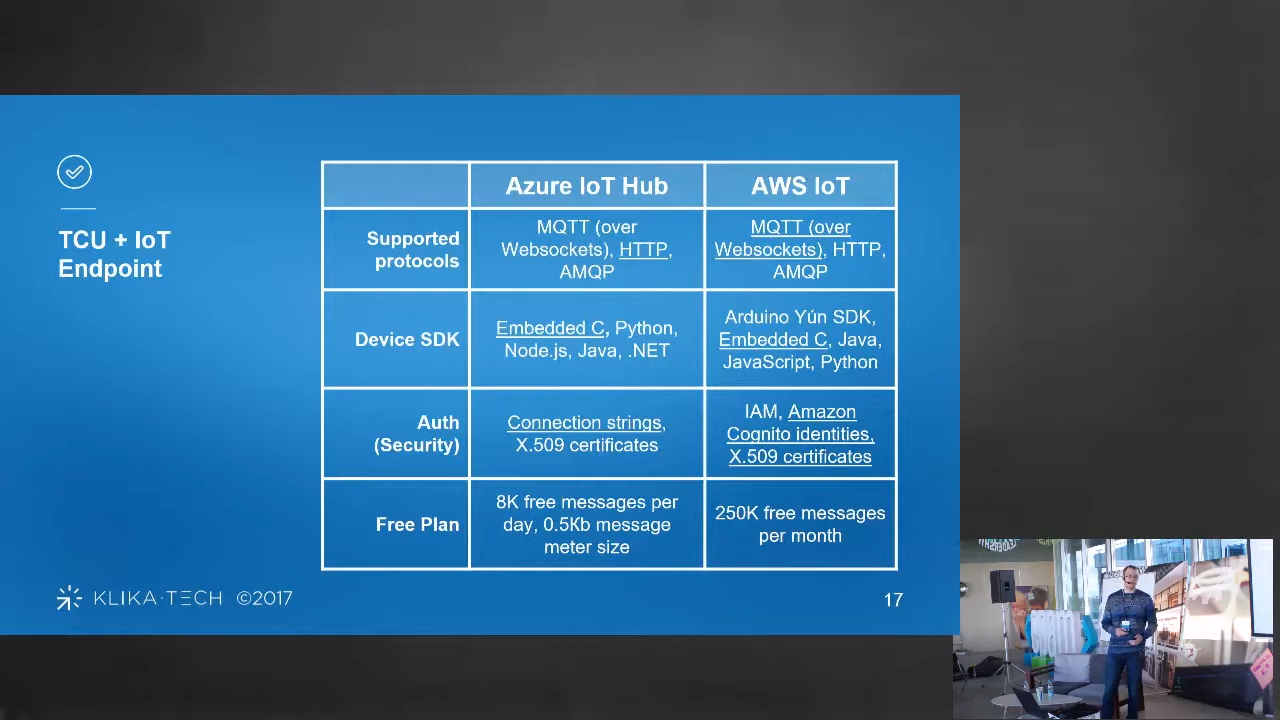 TCU + IoT
Endpoint
Azure IoT Hub
AWS IoT
Supported
protocols
MQTT (over
Websockets), HTTP,
AMQP
MQTT (over
Websockets), HTTP,
AMQP
Device SDK
Embedded C, Python,
Node.js, Java, .NET
Arduino Yún SDK,
Embedded C, Java,
JavaScript, Python
Auth
(Security)
Connection strings,
X.509 certificates
IAM, Amazon
Cognito identities,
X.509 certificates
Free Plan
8K free messages per
day, 0.5Kb message
meter size
250K free messages
per month
KLIKA·TECH ©2017
17
LEADERSHIP